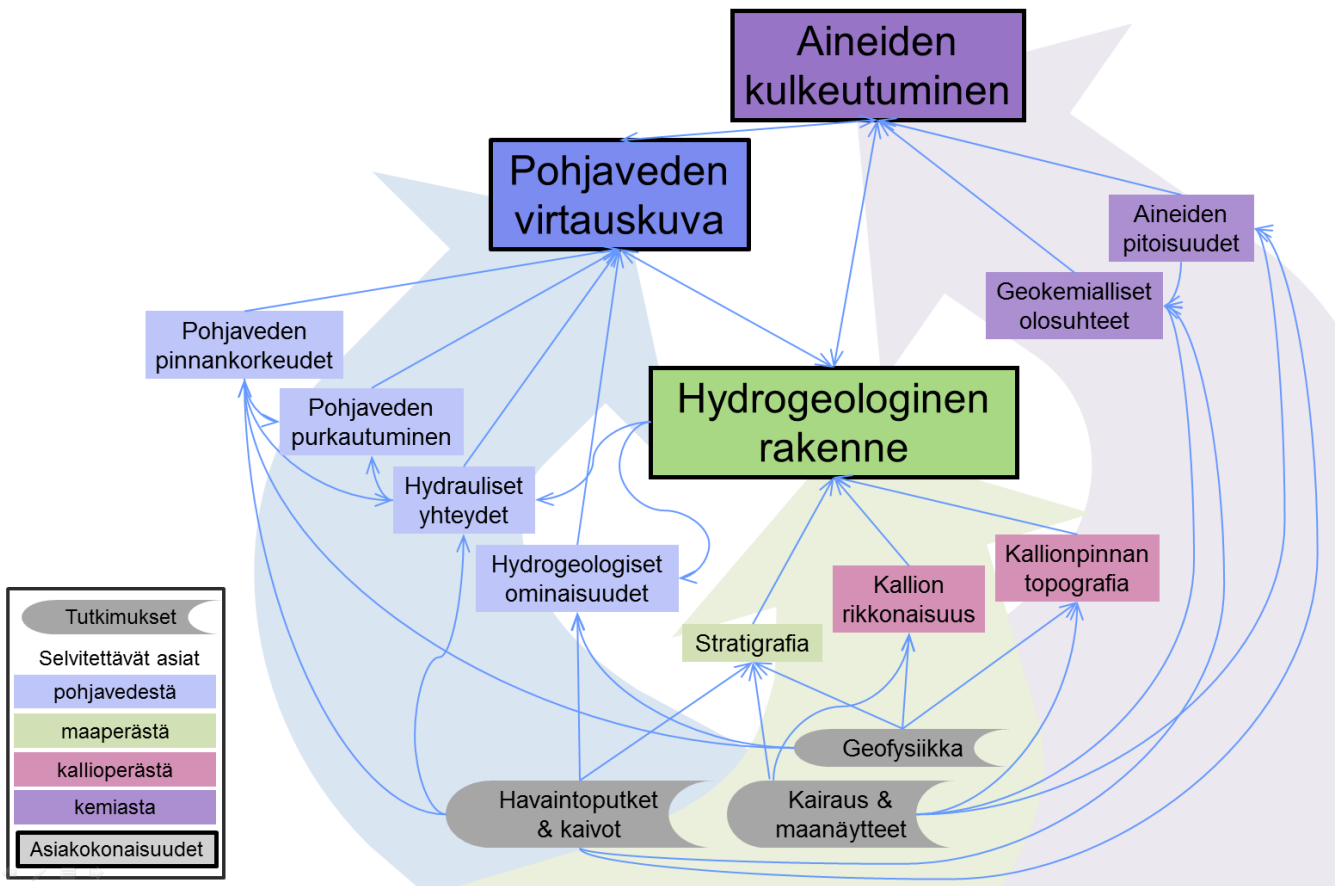 Aineiden
kulkeutuminen
Pohjaveden
virtauskuva
Aineiden
pitoisuudet
Geokemialliset
olosuhteet
Pohjaveden
pinnankorkeudet
Hydrogeologinen
rakenne
Pohjaveden
purkautuminen
Hydrauliset
yhteydet
Hydrogeologiset
ominaisuudet
Kallion
rikkonaisuus
Kallionpinnan
topografia
Stratigrafia
Geofysiikka
Havaintoputket
& kaivot
Kairaus &
maanäytteet
Tutkimukset
Selvitettävät asiat
pohjavedestä
maaperästä
kallioperästä
kemiasta
Asiakokonaisuudet